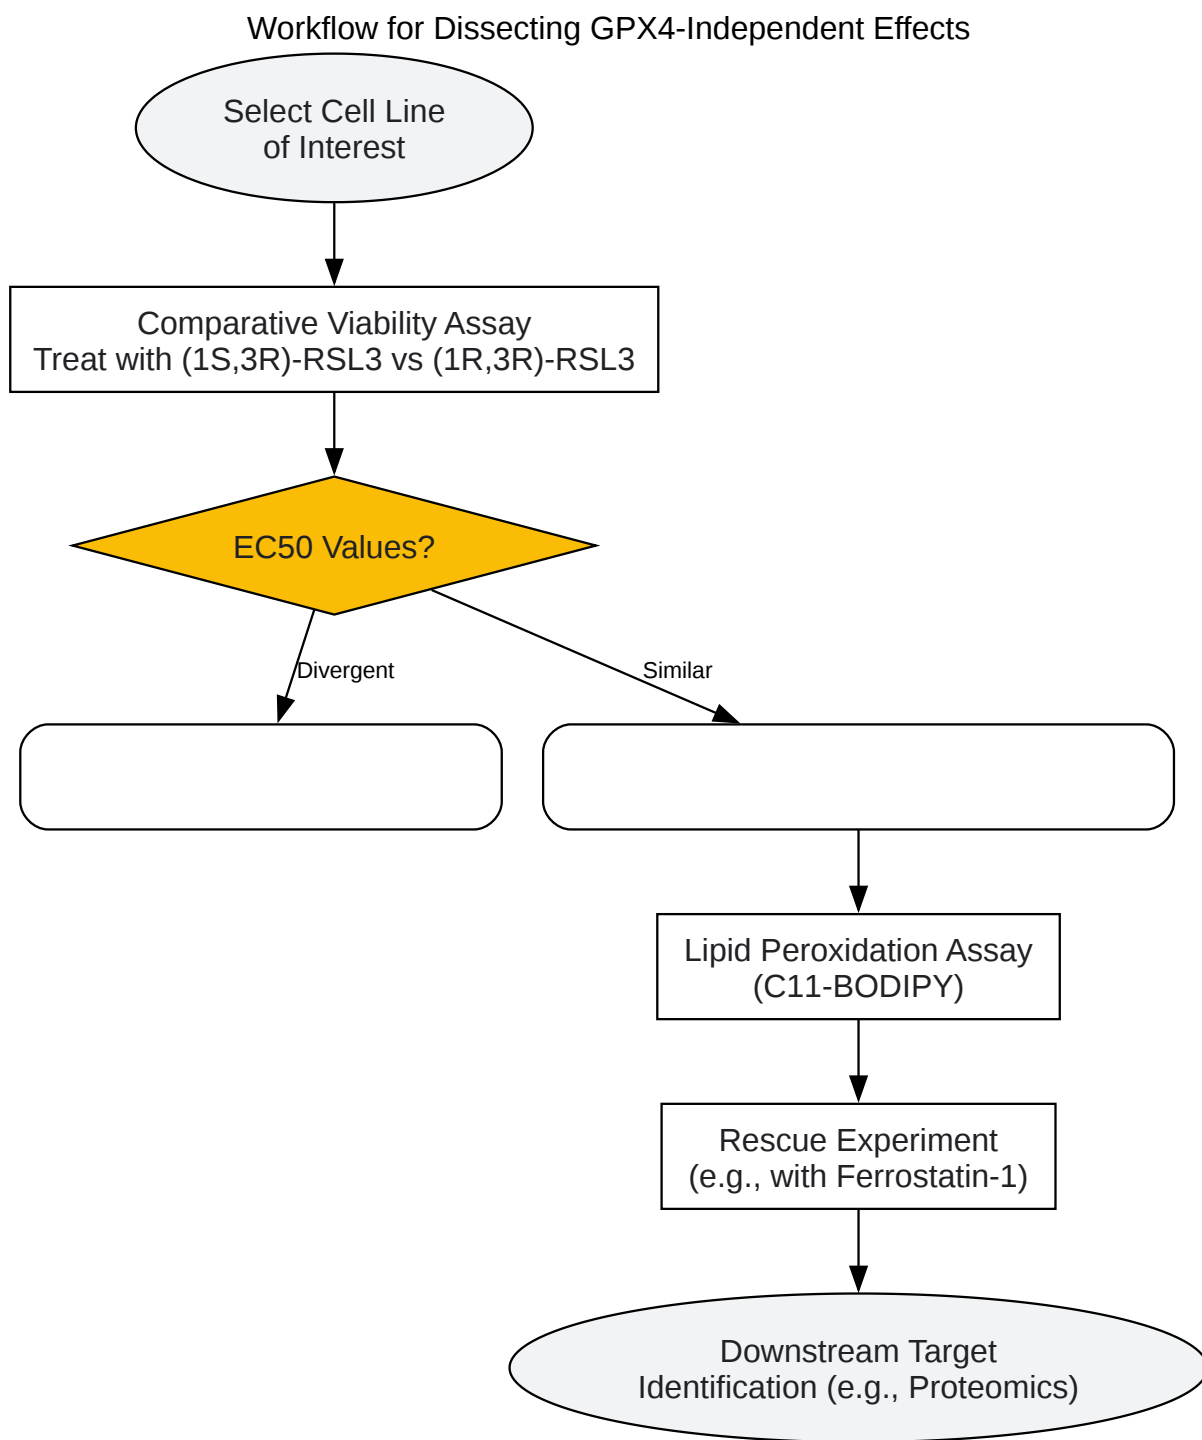 Workflow for Dissecting GPX4-Independent Effects
Select Cell Line
of Interest
Comparative Viability Assay
Treat with (1S,3R)-RSL3 vs (1R,3R)-RSL3
EC50 Values?
Divergent
Similar
Lipid Peroxidation Assay
(C11-BODIPY)
Rescue Experiment
(e.g., with Ferrostatin-1)
Downstream Target
Identification (e.g., Proteomics)